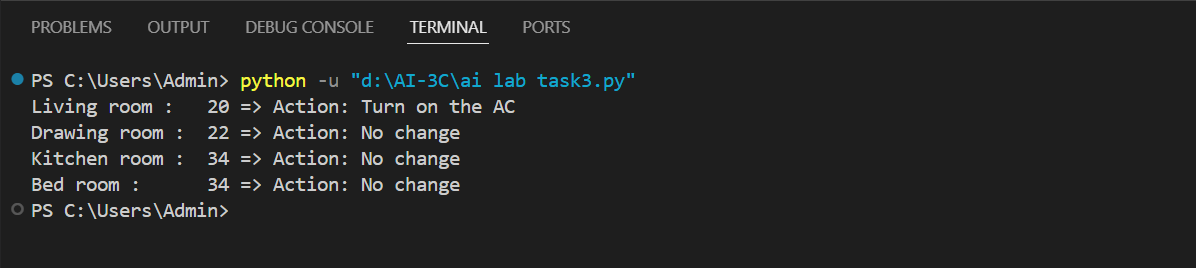 PROBLEMS OUTPUT DEBUG CONSOLE TERMINAL PORTS
PS C:\Users\Admin> python -u "d:\AI-3C\ai lab task3.py"
Living room :   20 => Action: Turn on the AC
Drawing room :  22 => Action: No change
Kitchen room :  34 => Action: No change
Bed room :      34 => Action: No change
PS C:\Users\Admin>